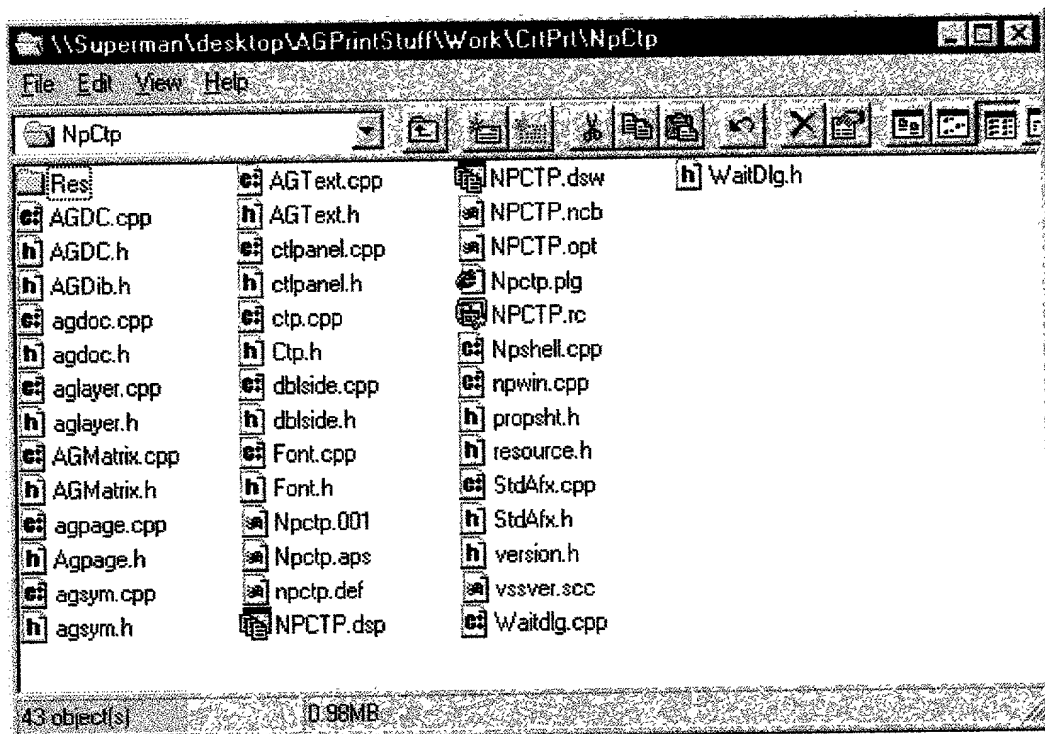 \\Superman\desktop\AGPrintStuff\Work\CrtPrt\NpCtp
File Edit View Help
NpCtp
Res
AGDC.cpp
AGDC.h
AGDib.h
agdoc.cpp
agdoc.h
aglayer.cpp
aglayer.h
AGMatrix.cpp
AGMatrix.h
agpage.cpp
Agpage.h
agsym.cpp
agsym.h
AGText.cpp
AGText.h
ctlpanel.cpp
ctlpanel.h
ctp.cpp
Ctp.h
dblside.cpp
dblside.h
Font.cpp
Font.h
Npctp.001
Npctp.aps
npctp.def
NPCTP.dsp
NPCTP.dsw
NPCTP.ncb
NPCTP.opt
Npctp.plg
NPCTP.rc
Npshell.cpp
npwin.cpp
propsht.h
resource.h
StdAfx.cpp
StdAfx.h
version.h
vssver.scc
Waitdlg.cpp
WaitDlg.h
43 object(s) 0.98MB